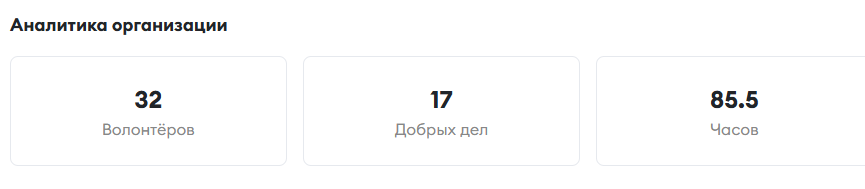 Аналитика организации
32
Волонтёров
17
Добрых дел
85.5
Часов